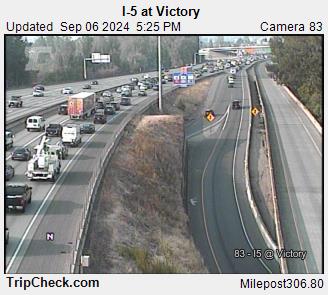 I-5 at Victory
Updated Sep 06 2024 5:25 PM
Camera 83
N
83 - I5 @ Victory
TripCheck.com
Milepost306.80